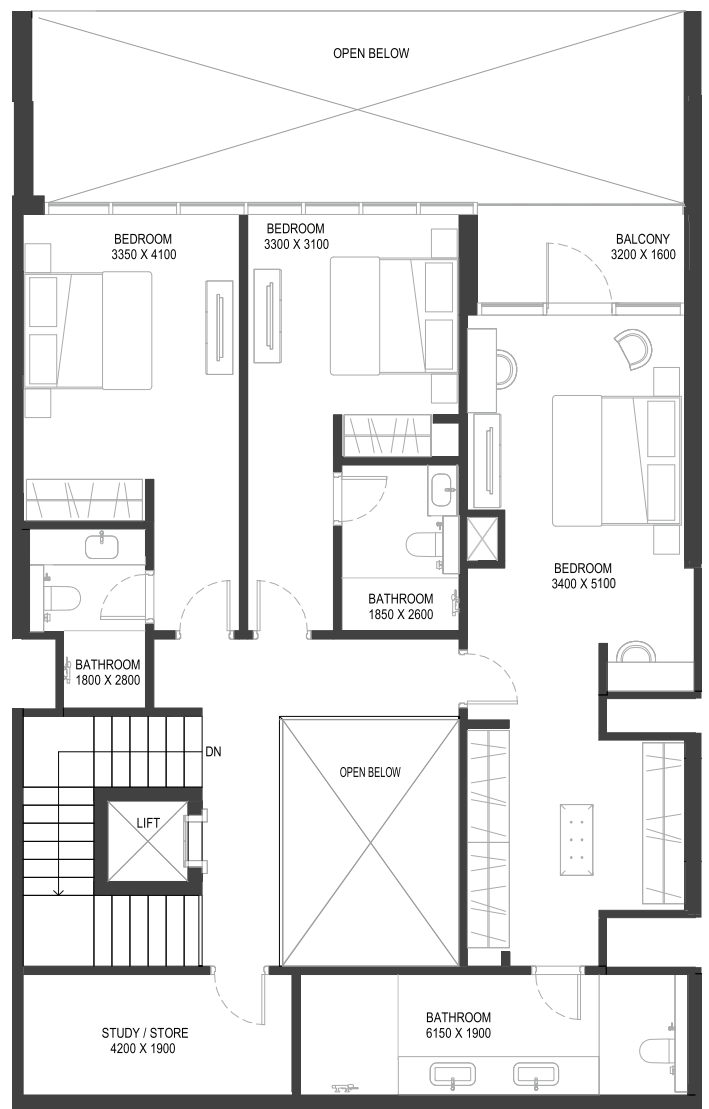 OPEN BELOW
BEDROOM
3350 X 4100
BEDROOM
3300 X 3100
BALCONY
3200 X 1600
BEDROOM
3400 X 5100
BATHROOM
1850 X 2600
BATHROOM
1800 X 2800
DN
OPEN BELOW
LIFT
BATHROOM
6150 X 1900
STUDY / STORE
4200 X 1900